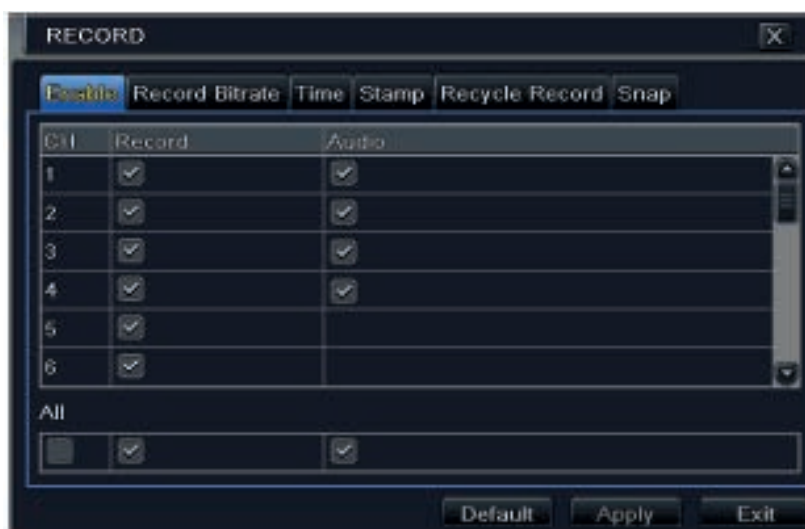 RECORD X
Enable Record Bitrate Time Stamp Recycle Record Snap
CH Record Audio
1
2
3
4
5
6
All
Default Apply Exit